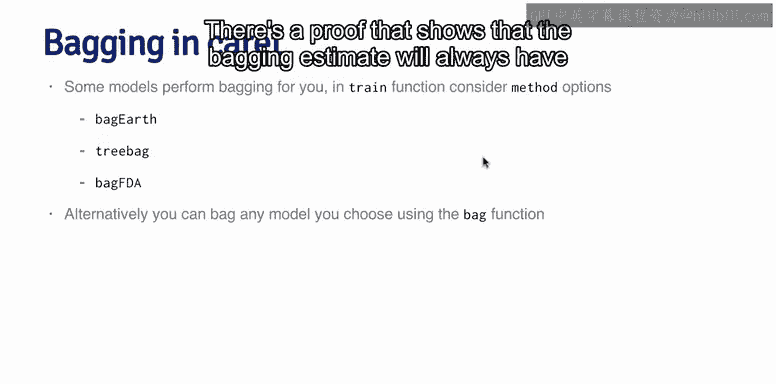 Bagging in caret
There's a proof that shows that the
bagging estimate will always have
· Some models perform bagging for you, in train function consider method options
- bagEarth
- treebag
- bagFDA
· Alternatively you can bag any model you choose using the bag function